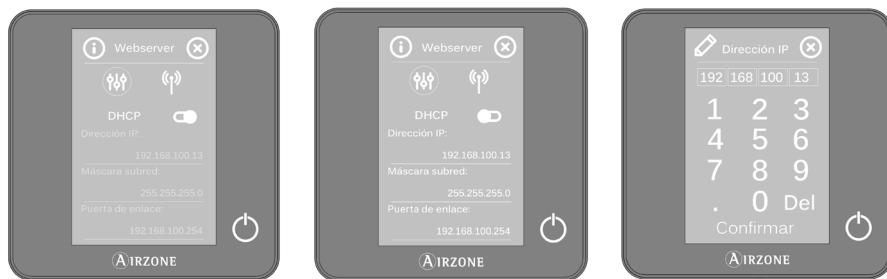 Webserver
DHCP
Dirección IP:
192.168.100.13
Máscara subred:
255.255.255.0
Puerta de enlace:
192.168.100.254
AIRZONE
Webserver
DHCP
Dirección IP:
192.168.100.13
Máscara subred:
255.255.255.0
Puerta de enlace:
192.168.100.254
AIRZONE
Dirección IP
192 168 100 13
1 2 3
4 5 6
7 8 9
. 0 Del
Confirmar
AIRZONE